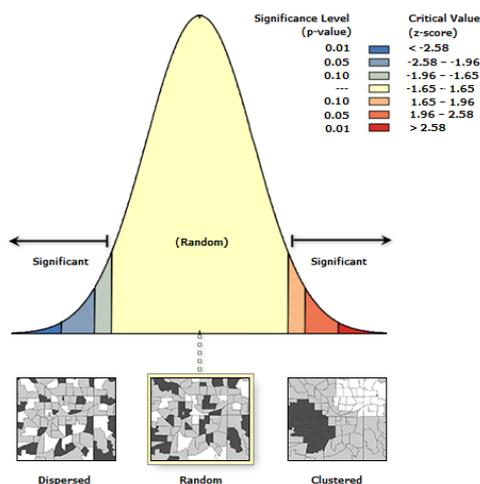 Significance Level Critical Value
(p-value) (z-score)
0.01 < -2.58
0.05 -2.58 - -1.96
0.10 -1.96 - -1.65
--- -1.65 - 1.65
0.10 1.65 - 1.96
0.05 1.96 - 2.58
0.01 > 2.58
(Random)
Significant Significant
Dispersed Random Clustered